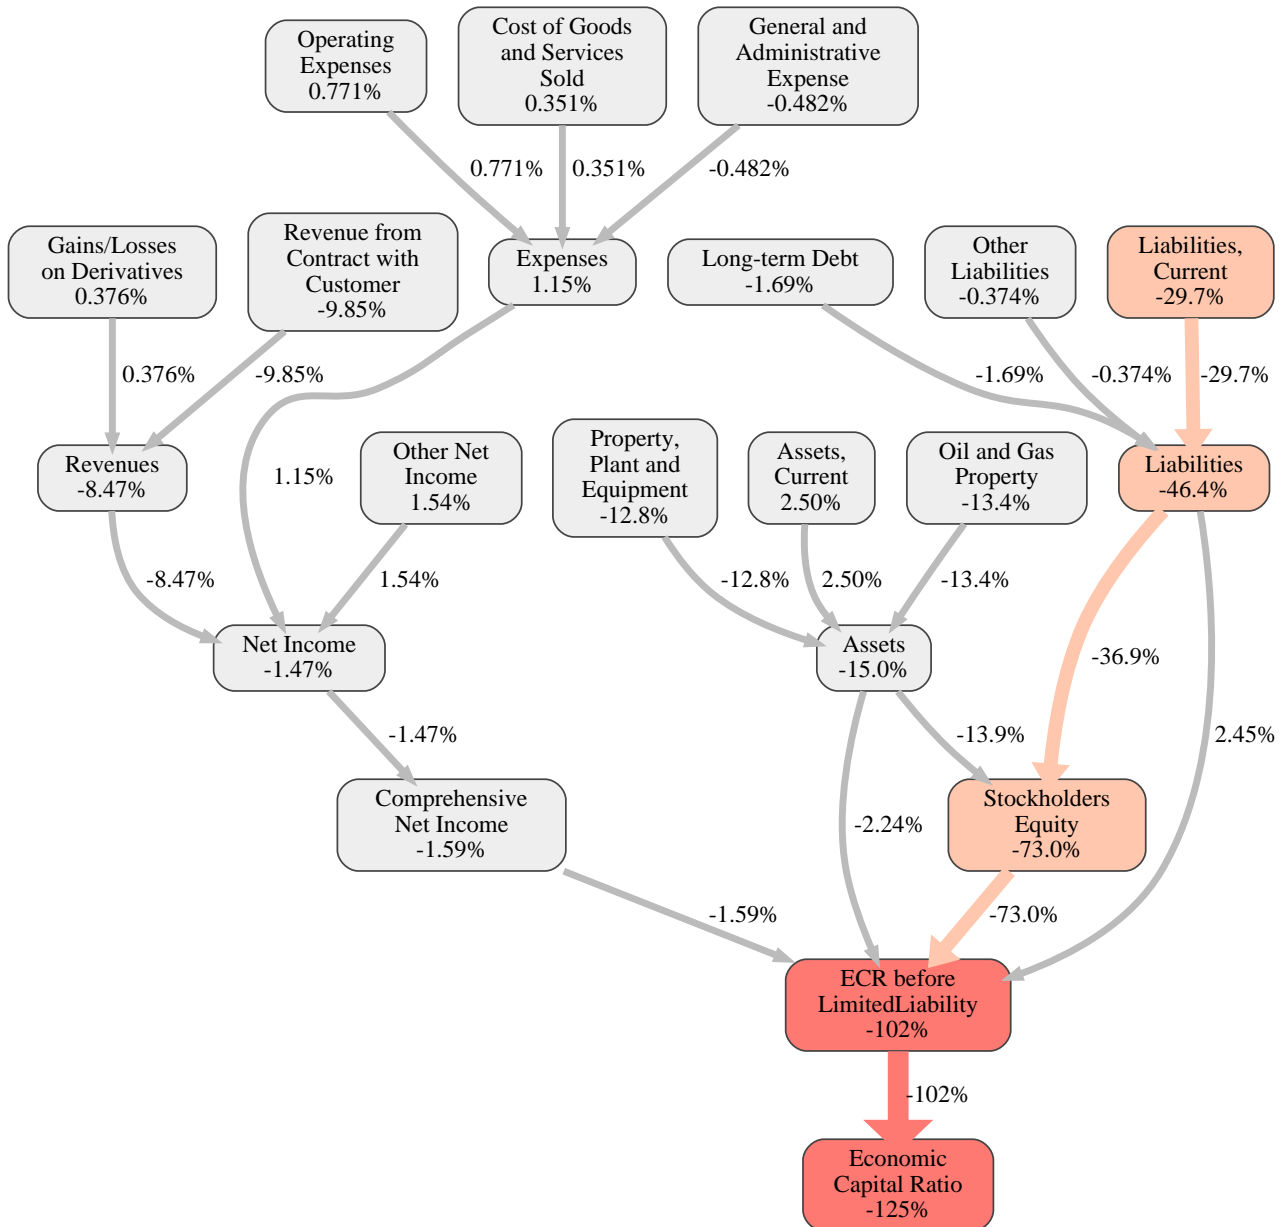 Operating
Expenses
0.771%
Cost of Goods
and Services
Sold
0.351%
General and
Administrative
Expense
-0.482%
0.771%
0.351%
-0.482%
Gains/Losses
on Derivatives
0.376%
Revenue from
Contract with
Customer
-9.85%
Expenses
1.15%
Long-term Debt
-1.69%
Other
Liabilities
-0.374%
Liabilities,
Current
-29.7%
0.376%
-9.85%
-1.69%
-0.374%
-29.7%
Revenues
-8.47%
1.15%
Other Net
Income
1.54%
Property,
Plant and
Equipment
-12.8%
Assets,
Current
2.50%
Oil and Gas
Property
-13.4%
Liabilities
-46.4%
-8.47%
1.54%
-12.8%
2.50%
-13.4%
Net Income
-1.47%
Assets
-15.0%
-36.9%
-1.47%
-13.9%
2.45%
Comprehensive
Net Income
-1.59%
-2.24%
Stockholders
Equity
-73.0%
-1.59%
-73.0%
ECR before
LimitedLiability
-102%
-102%
Economic
Capital Ratio
-125%